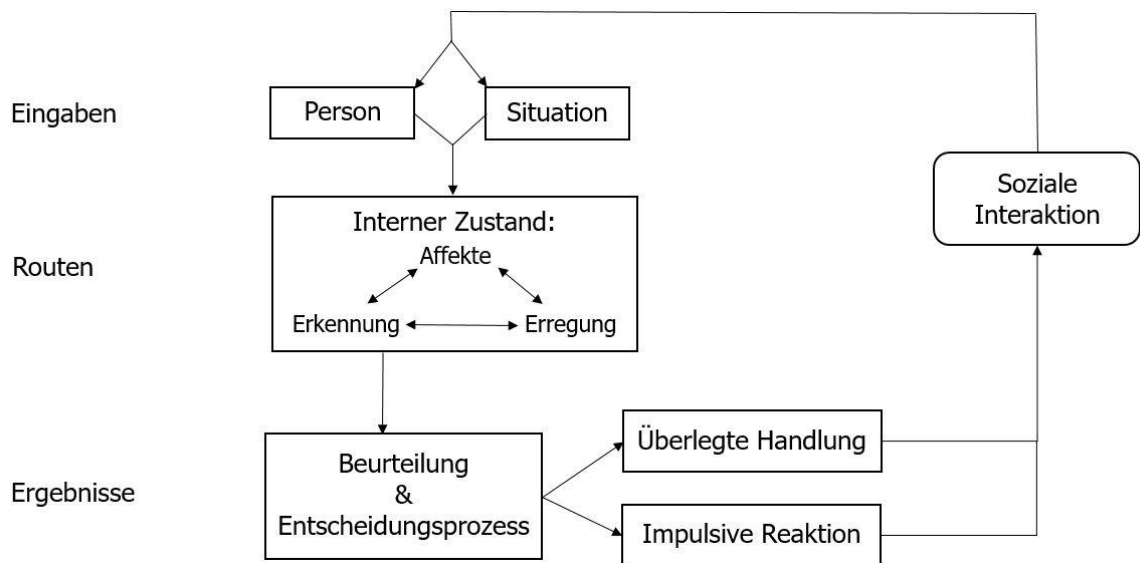 Eingaben
Person
Situation
Soziale
Interaktion
Routen
Interner Zustand:
Affekte
Erkennung
Erregung
Ergebnisse
Beurteilung
&
Entscheidungsprozess
Überlegte Handlung
Impulsive Reaktion